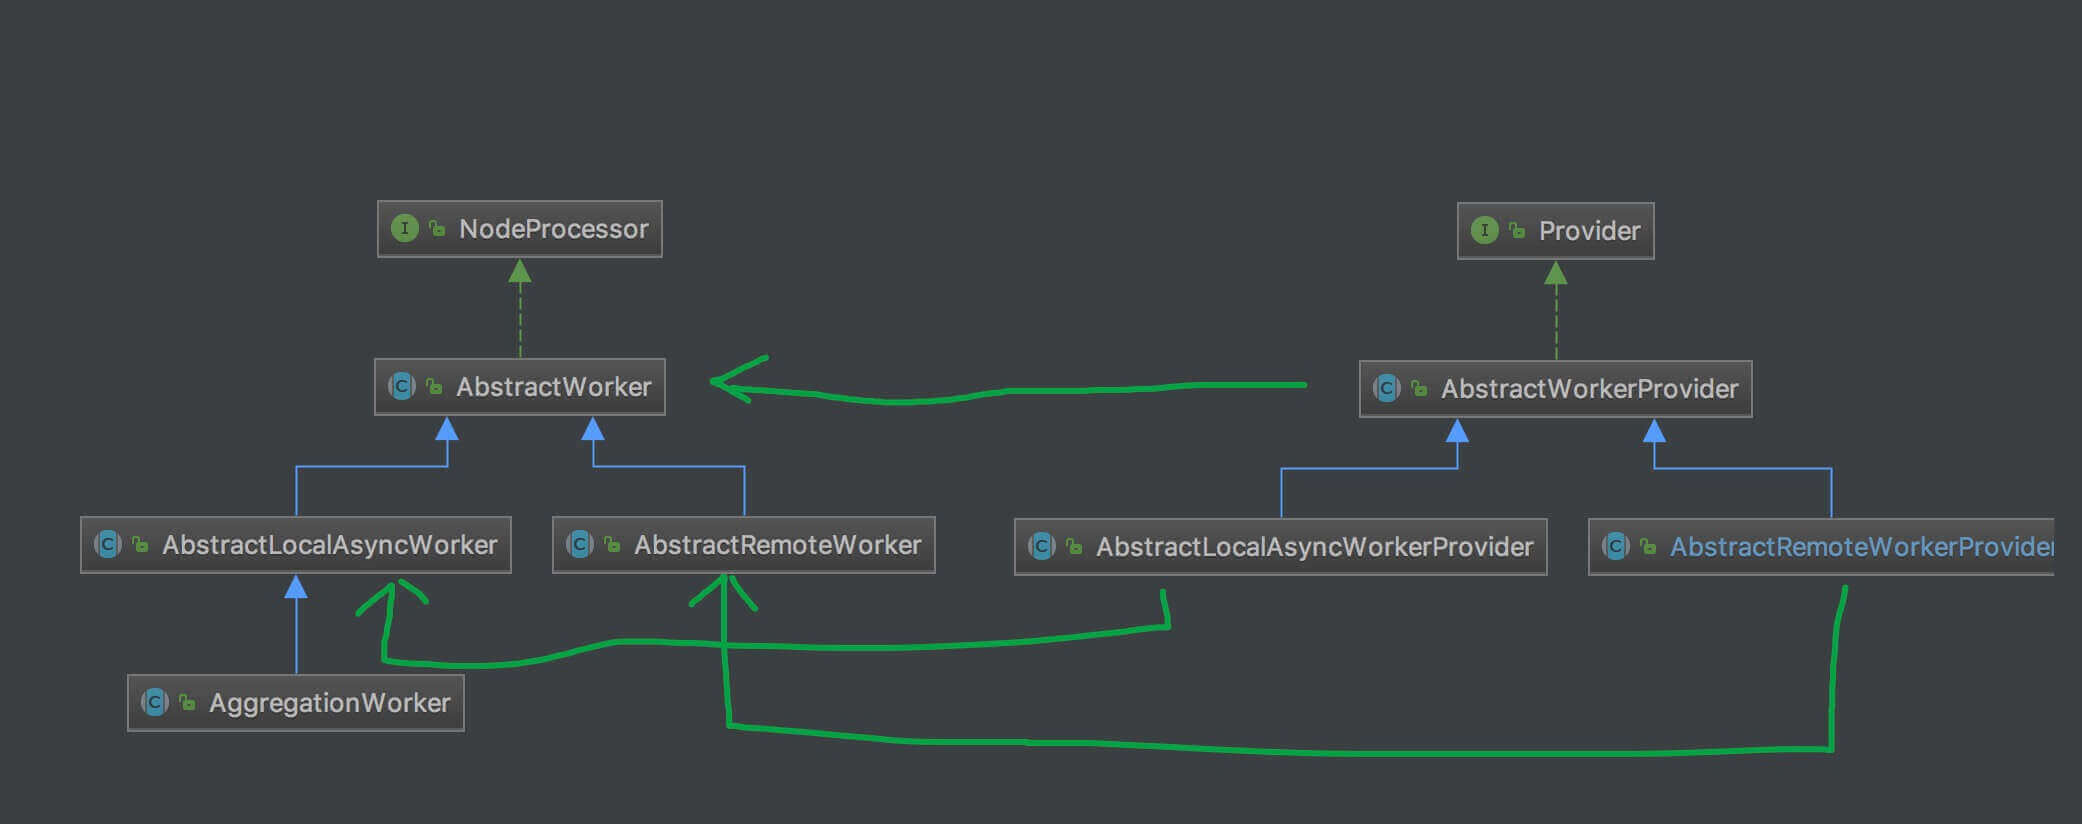 I NodeProcessor
I Provider
C AbstractWorker
C AbstractWorkerProvider
C AbstractLocalAsyncWorker
C AbstractRemoteWorker
C AbstractLocalAsyncWorkerProvider
C AbstractRemoteWorkerProvider
C AggregationWorker